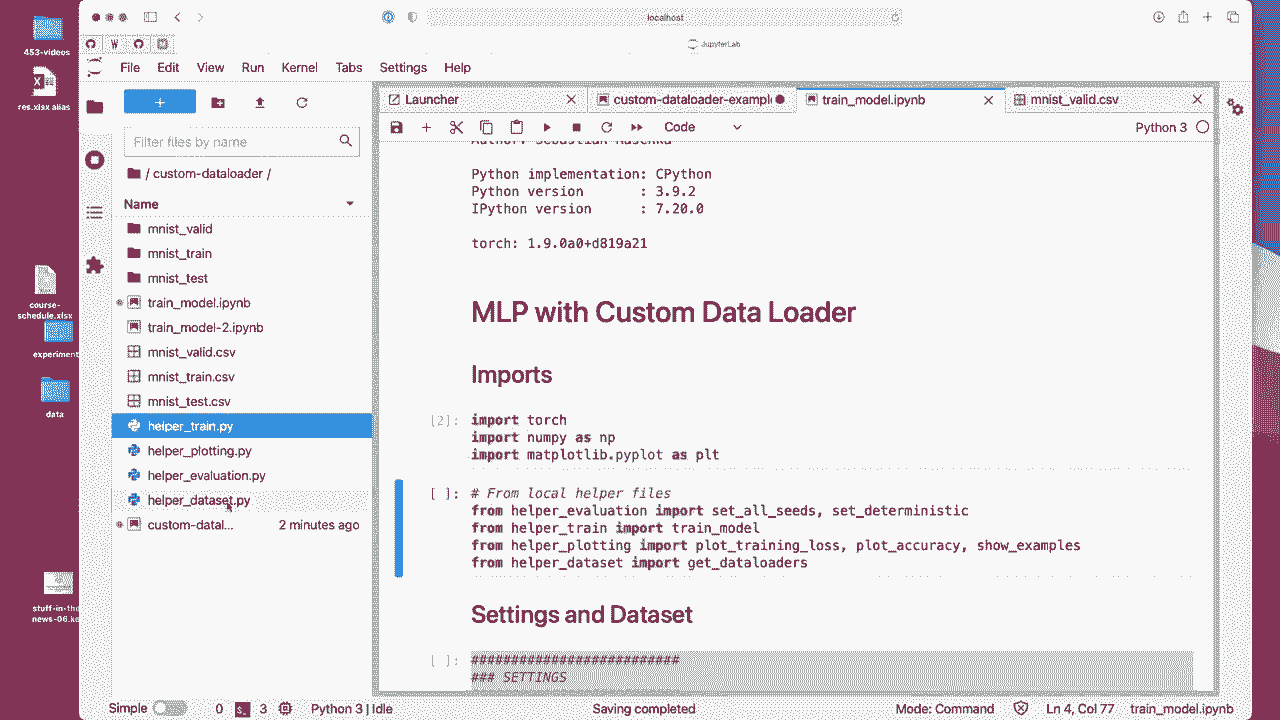 453-videos
res.xlsx alias
course-
schedule.xlsx
experiment
data
stuff-in-the
news-06.ke
localhost
W
JupyterLab
File Edit View Run Kernel Tabs Settings Help
+
Filter files by name
/ custom-dataloader /
Name
mnist_valid
mnist_train
mnist_test
train_model.ipynb
train_model-2.ipynb
mnist_valid.csv
mnist_train.csv
mnist_test.csv
helper_train.py
helper_plotting.py
helper_evaluation.py
helper_dataset.py
custom-datal... 2 minutes ago
Launcher custom-dataloader-exampl train_model.ipynb mnist_valid.csv
Code Python 3
Python implementation: CPython
Python version : 3.9.2
IPython version : 7.20.0
torch: 1.9.0a0+d819a21
MLP with Custom Data Loader
Imports
[2]: import torch
import numpy as np
import matplotlib.pyplot as plt
[ ]: # From local helper files
from helper_evaluation import set_all_seeds, set_deterministic
from helper_train import train_model
from helper_plotting import plot_training_loss, plot_accuracy, show_examples
from helper_dataset import get_dataloaders
Settings and Dataset
[ ]: ##########################
### SETTINGS
Simple 0 3 Python 3 | Idle Saving completed Mode: Command Ln 4, Col 77 train_model.ipynb